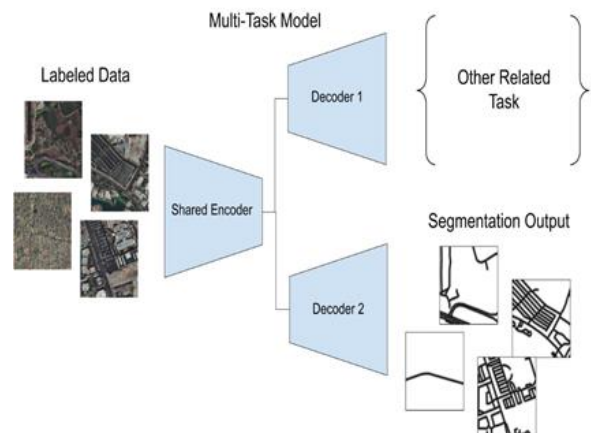 Multi-Task Model
Labeled Data
Shared Encoder
Decoder 1
Other Related
Task
Decoder 2
Segmentation Output